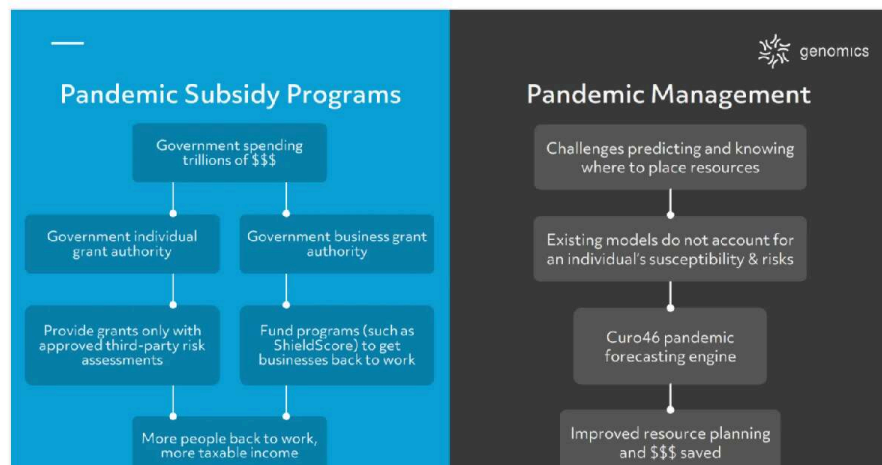 genomics
Pandemic Subsidy Programs
Government spending
trillions of $$$
Government individual
grant authority
Government business grant
authority
Provide grants only with
approved third-party risk
assessments
Fund programs (such as
ShieldScore) to get
businesses back to work
More people back to work,
more taxable income
Pandemic Management
Challenges predicting and knowing
where to place resources
Existing models do not account for
an individual's susceptibility & risks
Curo46 pandemic
forecasting engine
Improved resource planning
and $$$ saved